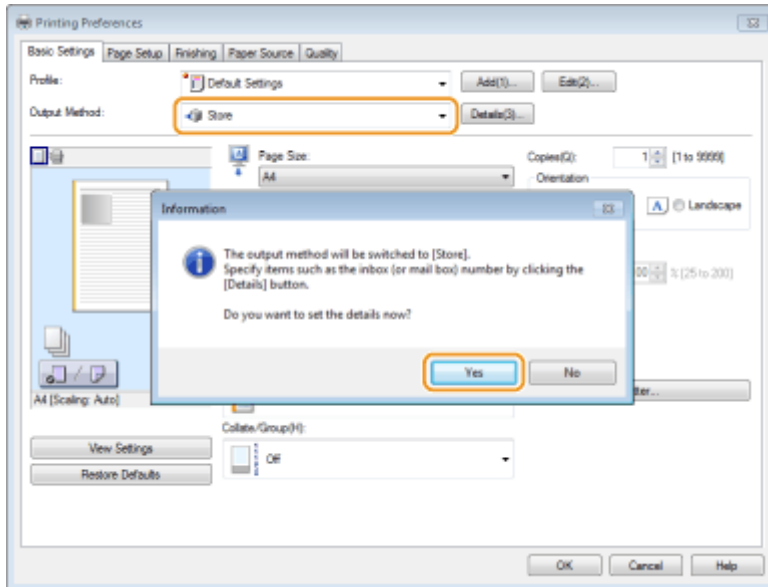 Printing Preferences
Basic Settings Page Setup Finishing Paper Source Quality
Profile: Default Settings Add(1)... Edit(2)...
Output Method: Store Details(3)...
Page Size: Copies(Q): 1 [1 to 9999]
A4 Orientation
Landscape
Information
The output method will be switched to [Store].
Specify items such as the inbox (or mail box) number by clicking the
[Details] button.
Do you want to set the details now?
Yes No
00 % [25 to 200]
A4 [Scaling: Auto]
Collate/Group(H):
Off
View Settings
Restore Defaults
OK Cancel Help